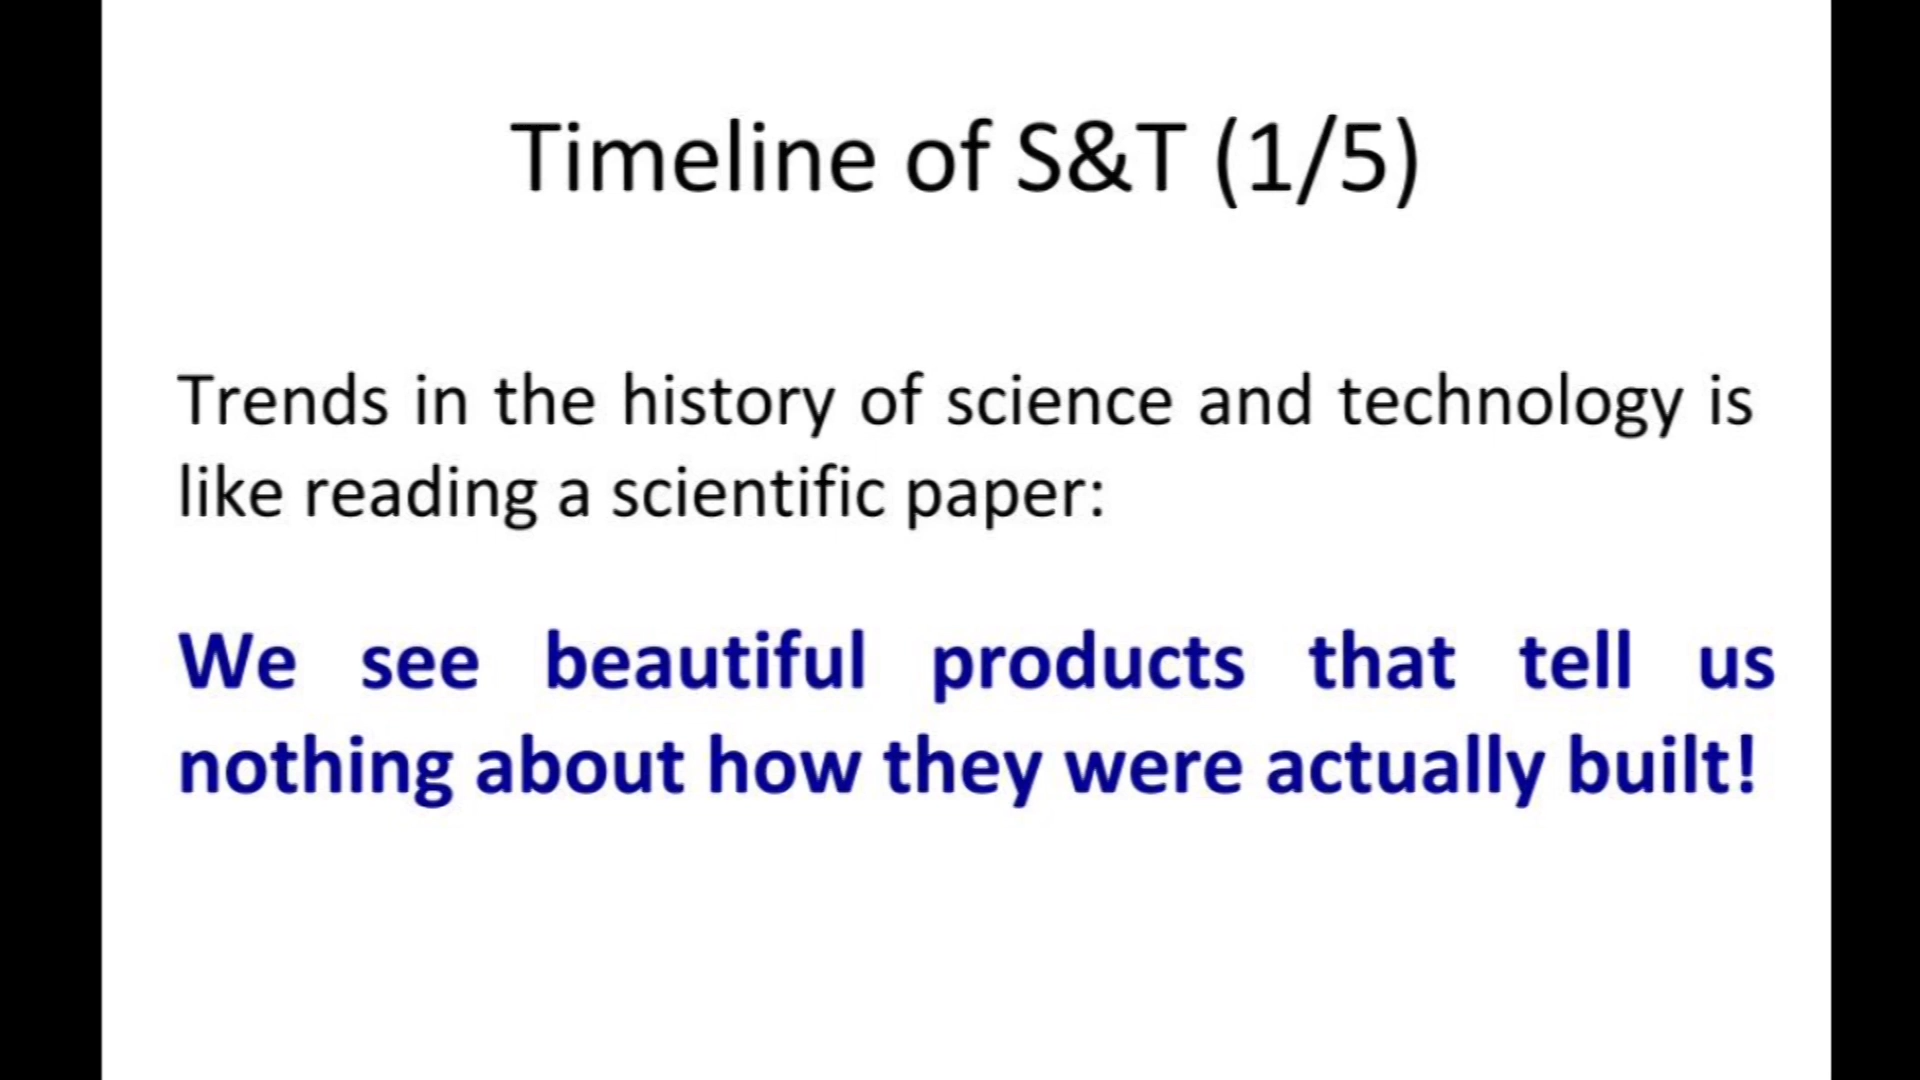 Timeline of S&T (1/5)
Trends in the history of science and technology is
like reading a scientific paper:
We see beautiful products that tell us
nothing about how they were actually built!